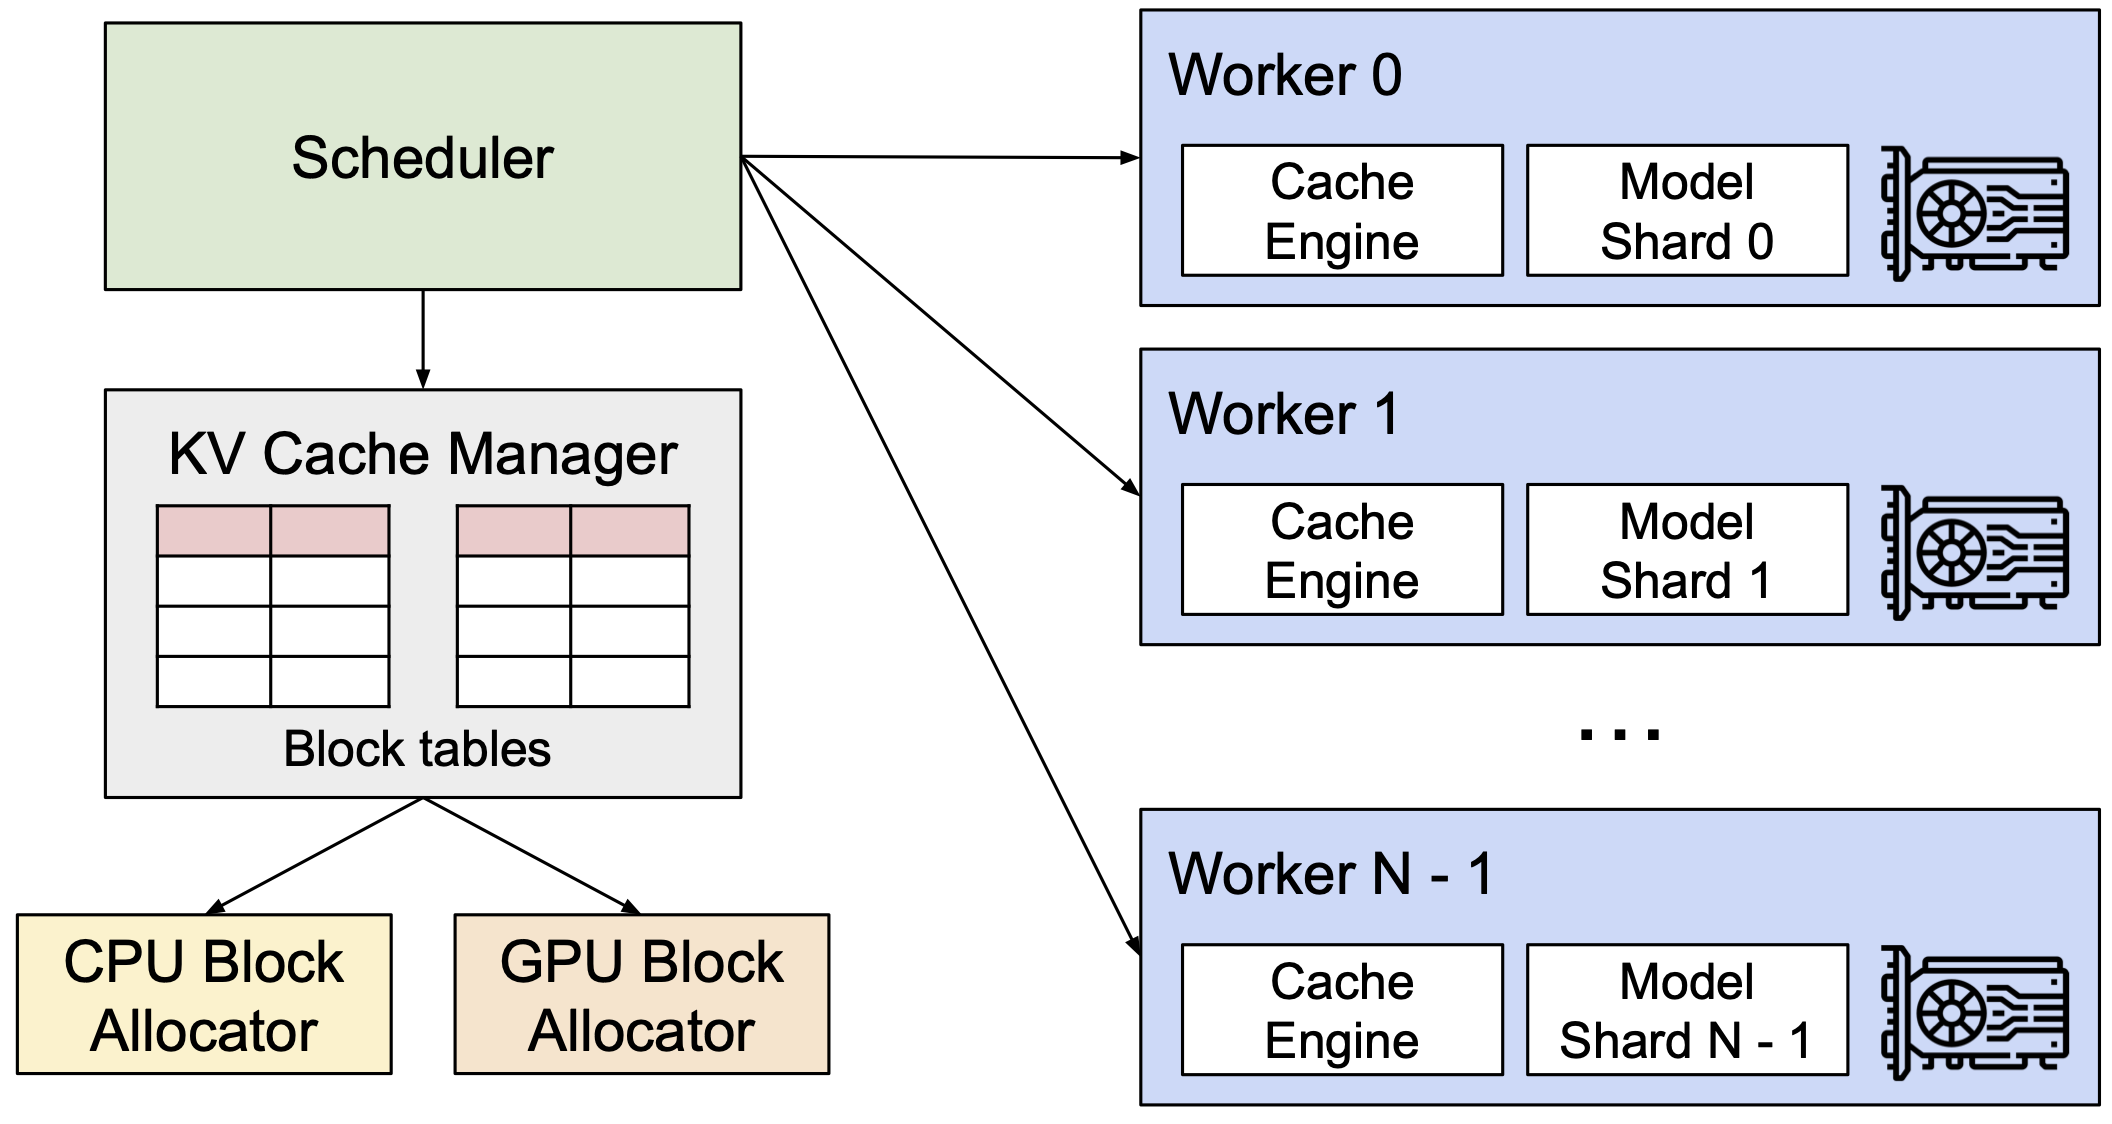 Scheduler
KV Cache Manager
Block tables
CPU Block
Allocator
GPU Block
Allocator
Worker 0
Cache
Engine
Model
Shard 0
Worker 1
Cache
Engine
Model
Shard 1
...
Worker N - 1
Cache
Engine
Model
Shard N - 1